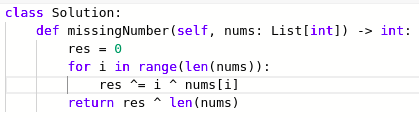 class Solution:
    def missingNumber(self, nums: List[int]) -> int:
        res = 0
        for i in range(len(nums)):
            res ^= i ^ nums[i]
        return res ^ len(nums)